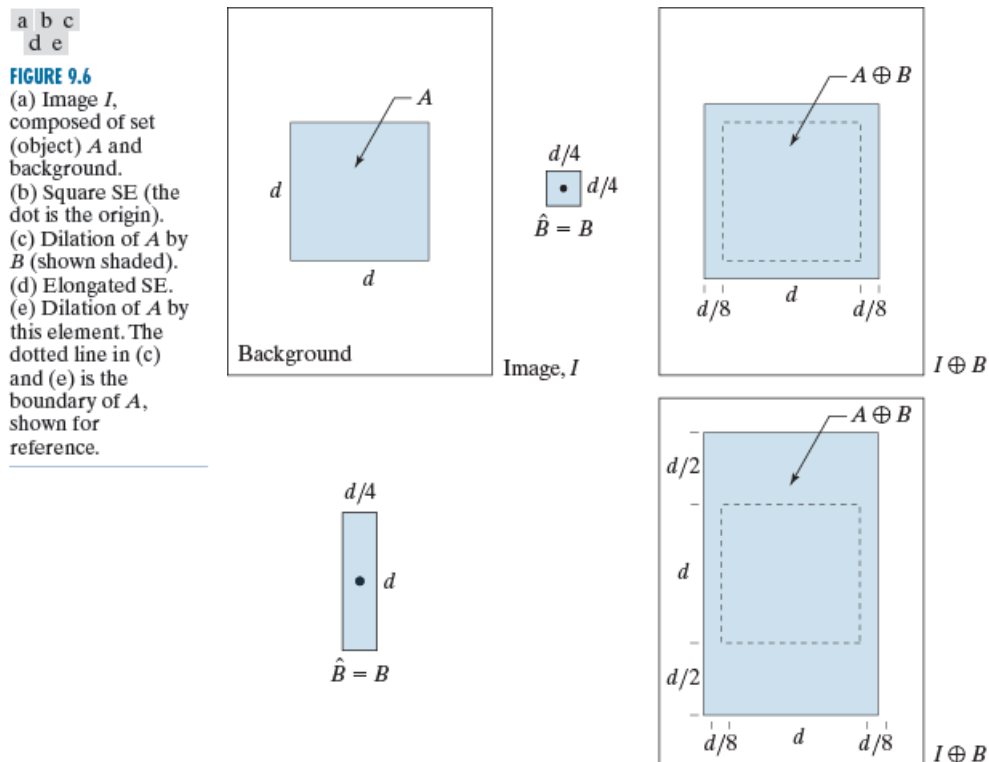 a b c
d e
FIGURE 9.6
(a) Image I,
composed of set
(object) A and
background.
(b) Square SE (the
dot is the origin).
(c) Dilation of A by
B (shown shaded).
(d) Elongated SE.
(e) Dilation of A by
this element. The
dotted line in (c)
and (e) is the
boundary of A,
shown for
reference.
A
d
d
Background
Image, I
d/4
d/4
B̂ = B
A ⊕ B
d/8
d
d/8
I ⊕ B
d/4
d
B̂ = B
A ⊕ B
d/2
d
d/2
d/8
d
d/8
I ⊕ B